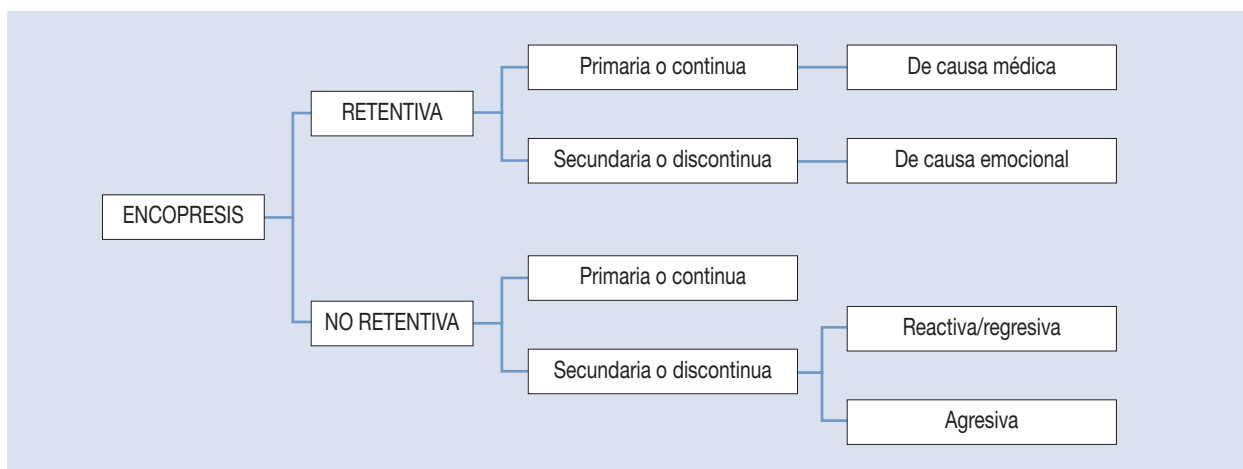 ENCOPRESIS
RETENTIVA
Primaria o continua
De causa médica
Secundaria o discontinua
De causa emocional
NO RETENTIVA
Primaria o continua
Secundaria o discontinua
Reactiva/regresiva
Agresiva